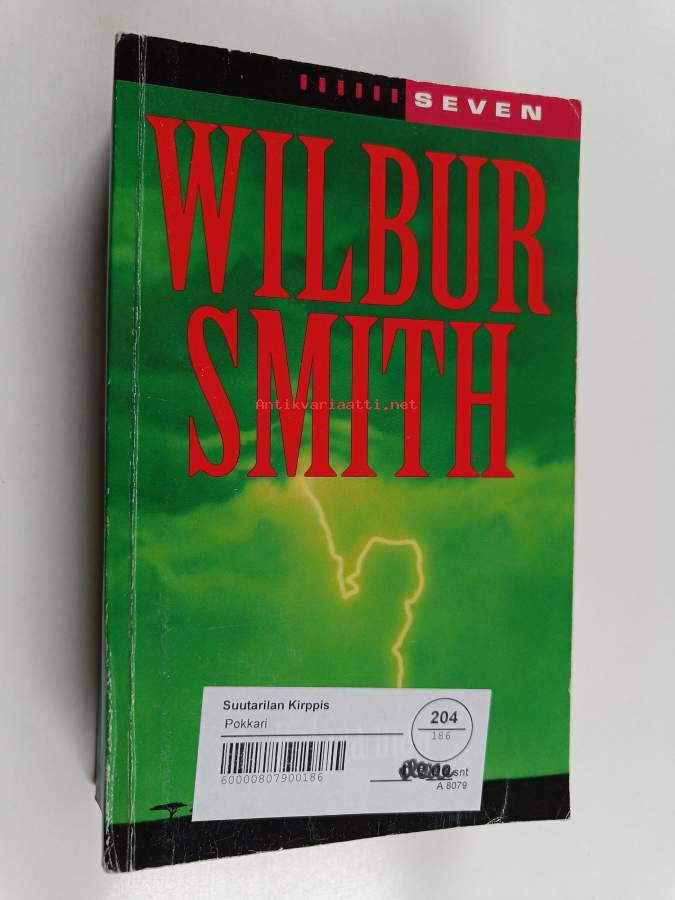 SEVEN
WILBUR
SMITH
Antikvariaatti.net
Suutarilan Kirppis
Pokkari
204
186
60000807900186
snt
A 8079